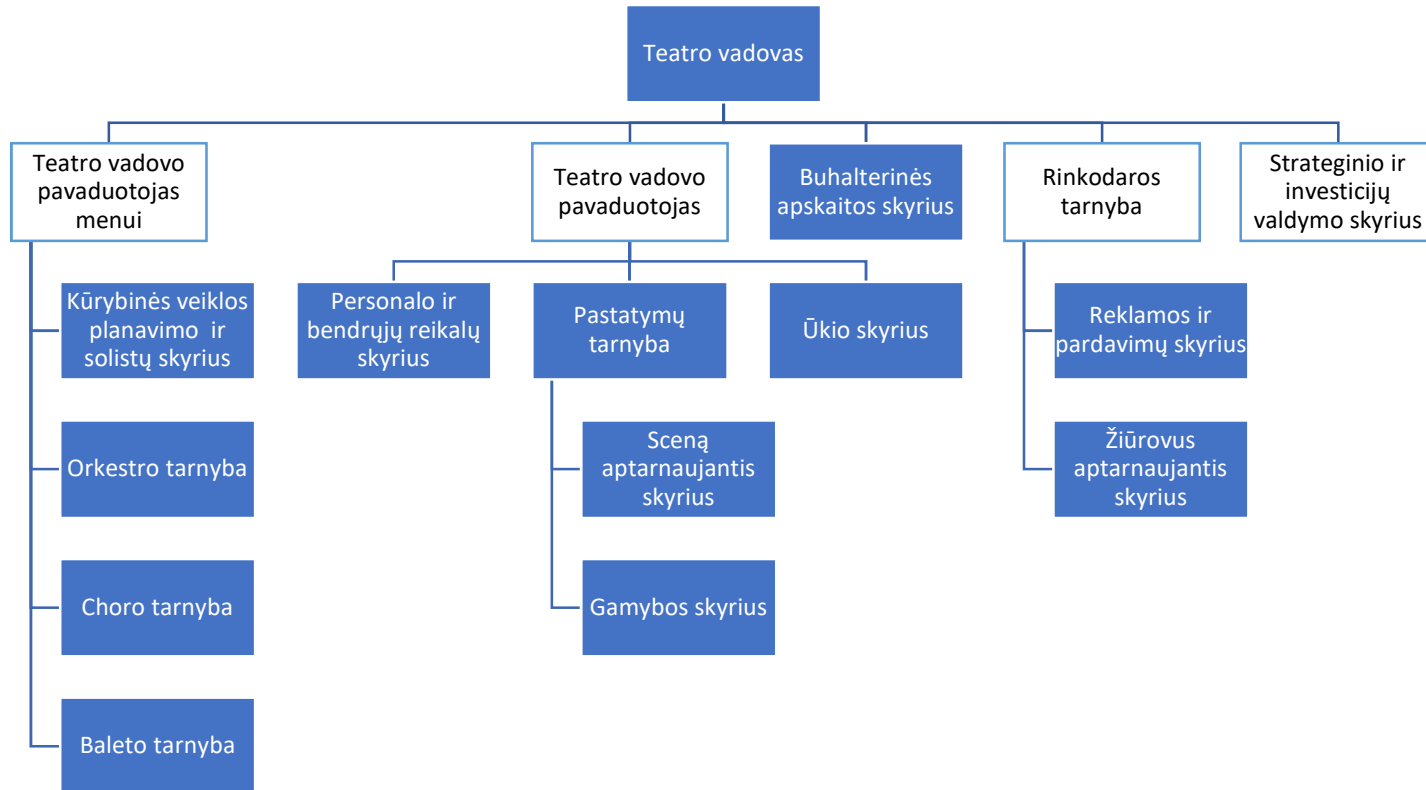 Teatro vadovas
Teatro vadovo
pavaduotojas
menui
Teatro vadovo
pavaduotojas
Buhalterinės
apskaitos skyrius
Rinkodaros
tarnyba
Strateginio ir
investicijų
valdymo skyrius
Kūrybinės veiklos
planavimo ir
solistų skyrius
Personalo ir
bendrųjų reikalų
skyrius
Pastatymų
tarnyba
Ūkio skyrius
Reklamos ir
pardavimų skyrius
Orkestro tarnyba
Sceną
aptarnaujantis
skyrius
Žiūrovus
aptarnaujantis
skyrius
Choro tarnyba
Gamybos skyrius
Baleto tarnyba